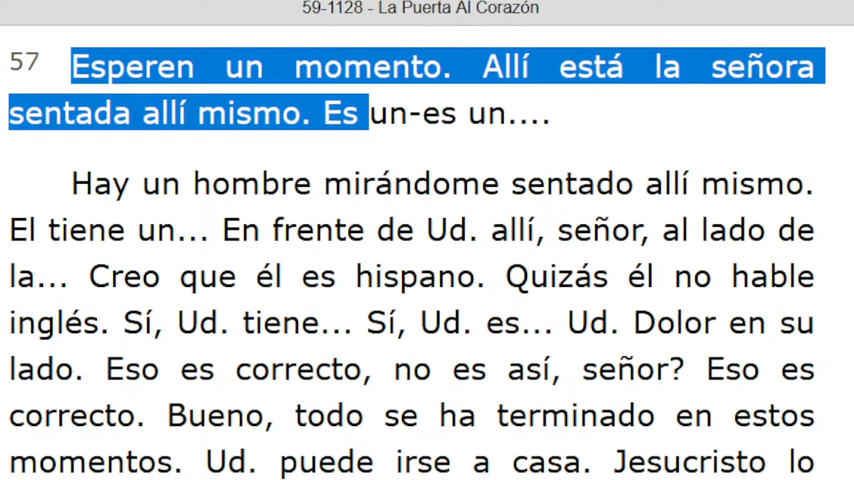 59-1128 - La Puerta Al Corazón
57 Esperen un momento. Allí está la señora
sentada allí mismo. Es un-es un....
Hay un hombre mirándome sentado allí mismo.
El tiene un... En frente de Ud. allí, señor, al lado de
la... Creo que él es hispano. Quizás él no hable
inglés. Sí, Ud. tiene... Sí, Ud. es... Ud. Dolor en su
lado. Eso es correcto, no es así, señor? Eso es
correcto. Bueno, todo se ha terminado en estos
momentos. Ud. puede irse a casa. Jesucristo lo